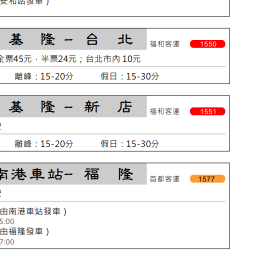 安和站發車）
基隆－台北 福和客運 1550
全票45元．半票24元；台北市內10元
離峰：15-20分 假日：15-30分
基隆－新店 福和客運 1551
離峰：15-20分 假日：15-30分
南港車站－福隆 首都客運 1577
由南港車站發車）
5:00
由福隆發車）
7:00